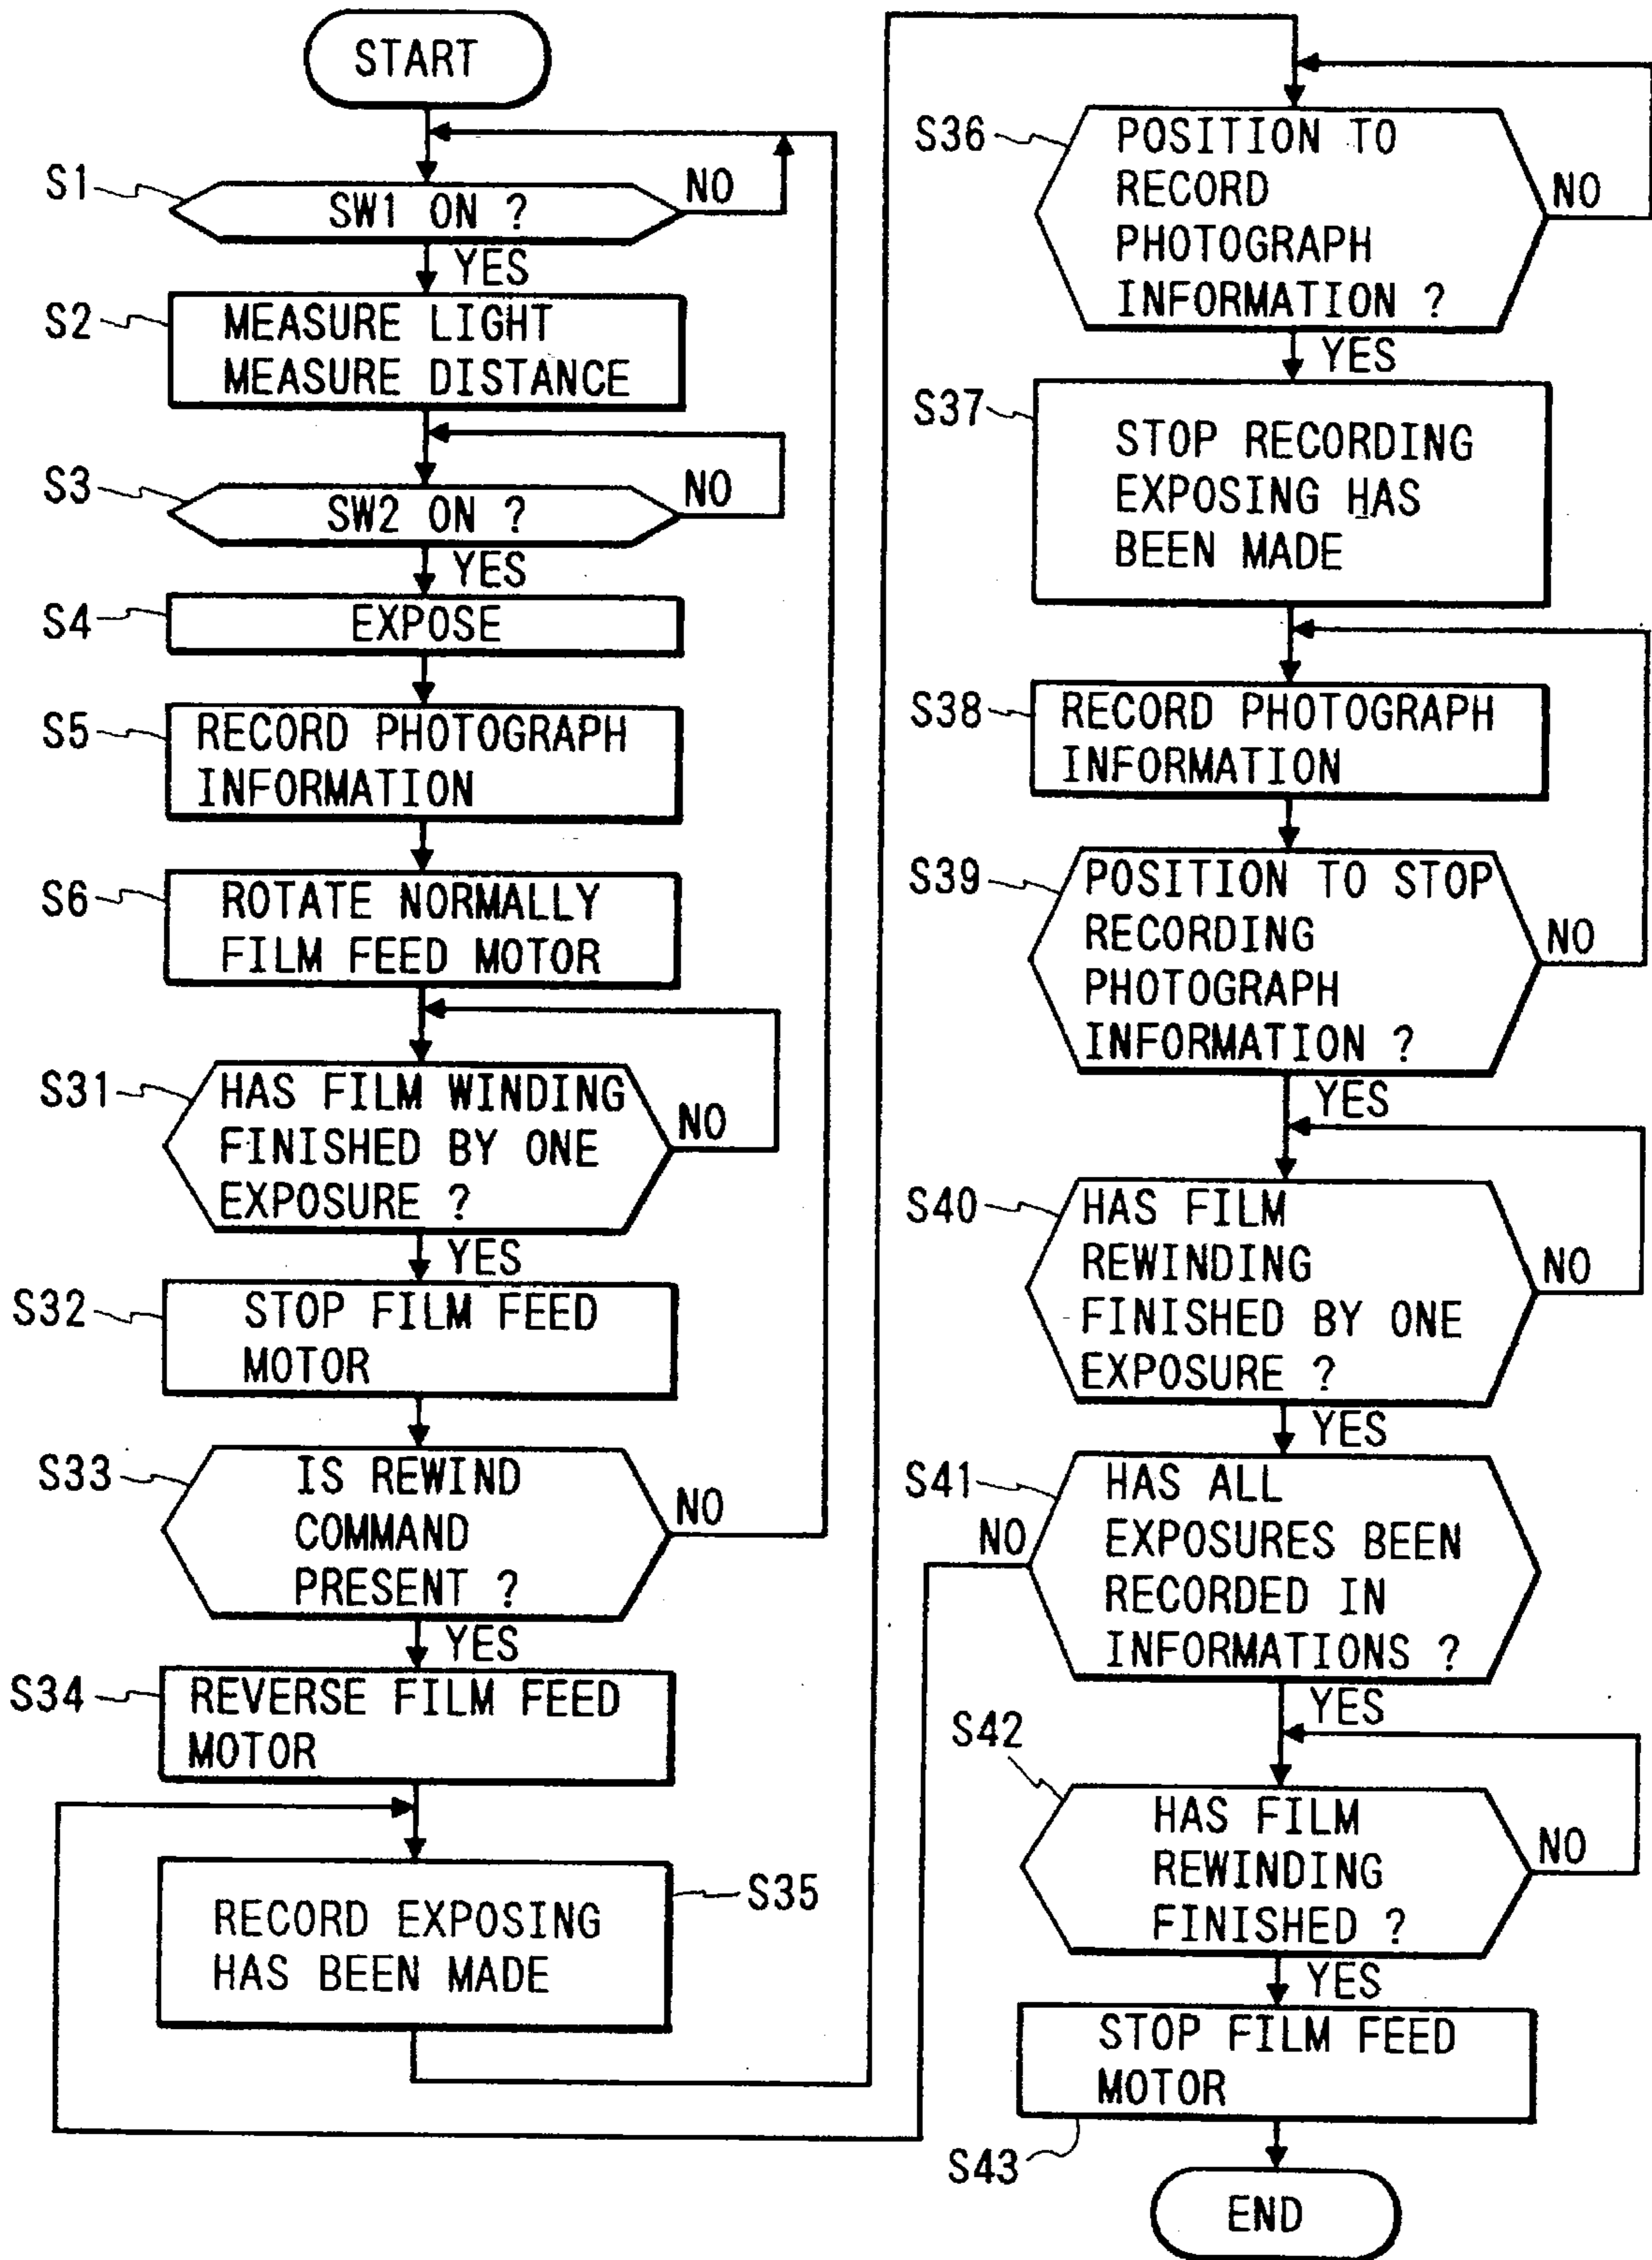 START
S1
SW1 ON ?
NO
YES
S2
MEASURE LIGHT
MEASURE DISTANCE
S3
SW2 ON ?
NO
YES
S4
EXPOSE
S5
RECORD PHOTOGRAPH
INFORMATION
S6
ROTATE NORMALLY
FILM FEED MOTOR
S31
HAS FILM WINDING
FINISHED BY ONE
EXPOSURE ?
NO
YES
S32
STOP FILM FEED
MOTOR
S33
IS REWIND
COMMAND
PRESENT ?
NO
YES
S34
REVERSE FILM FEED
MOTOR
S35
RECORD EXPOSING
HAS BEEN MADE
S36
POSITION TO
RECORD
PHOTOGRAPH
INFORMATION ?
NO
YES
S37
STOP RECORDING
EXPOSING HAS
BEEN MADE
S38
RECORD PHOTOGRAPH
INFORMATION
S39
POSITION TO STOP
RECORDING
PHOTOGRAPH
INFORMATION ?
NO
YES
S40
HAS FILM
REWINDING
FINISHED BY ONE
EXPOSURE ?
NO
YES
S41
HAS ALL
EXPOSURES BEEN
RECORDED IN
INFORMATIONS ?
NO
YES
S42
HAS FILM
REWINDING
FINISHED ?
NO
YES
STOP FILM FEED
MOTOR
S43
END